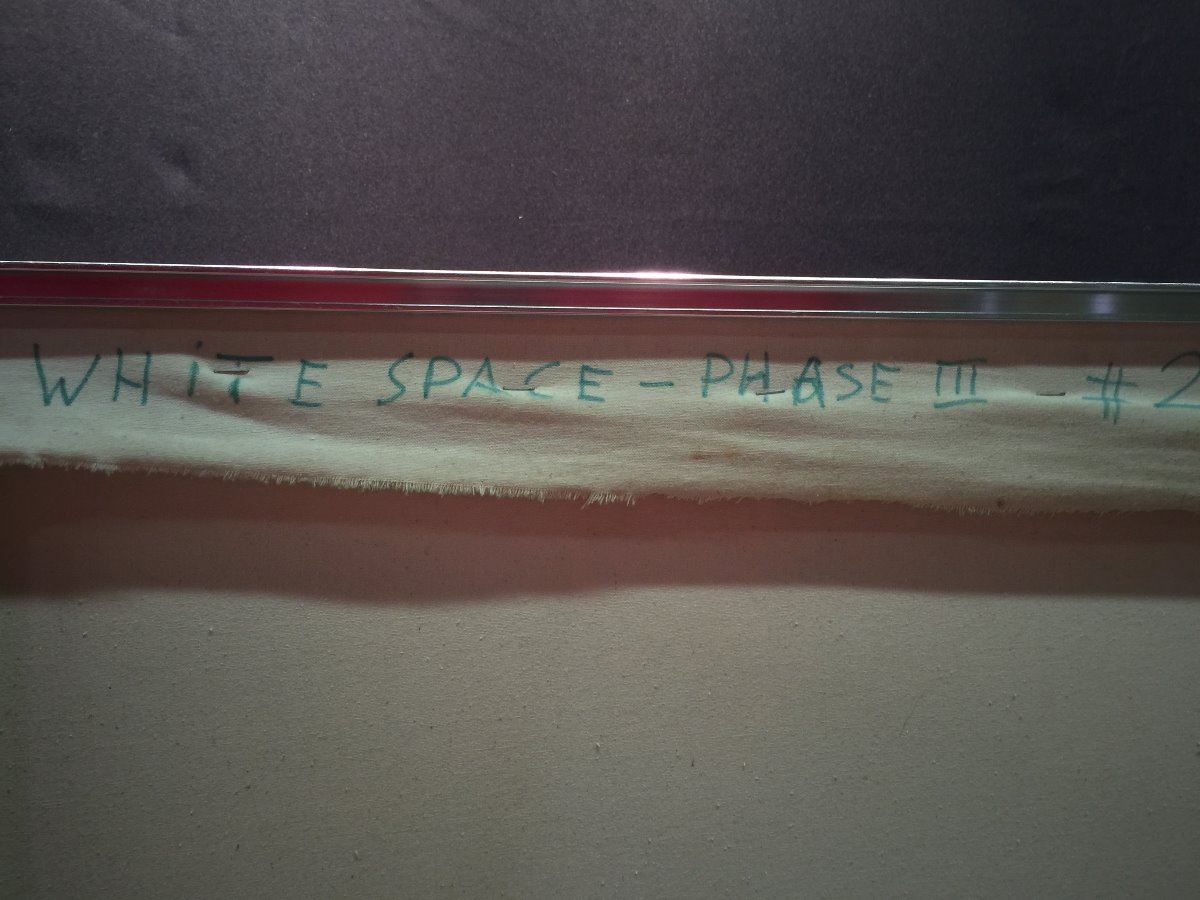 WHiTE SPACE - PHASE III # 2